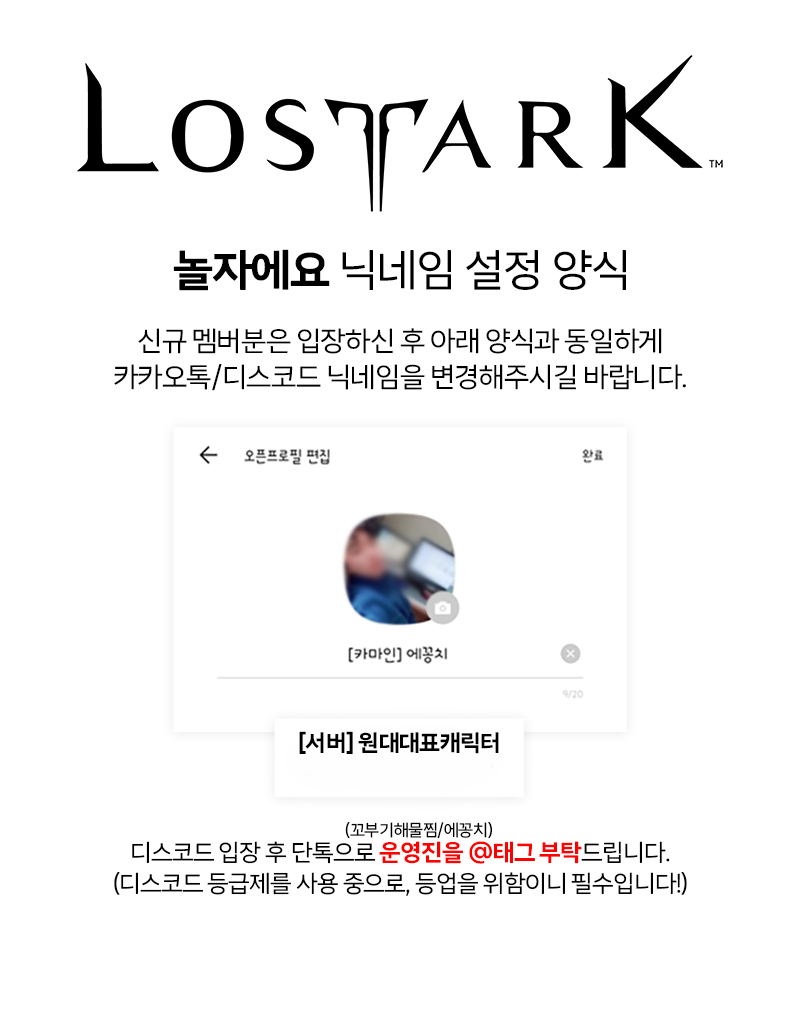 LOSTARK™
놀자에요 닉네임 설정 양식
신규 멤버분은 입장하신 후 아래 양식과 동일하게
카카오톡/디스코드 닉네임을 변경해주시길 바랍니다.
오픈프로필 편집 완료
[카마인] 에꽁치
9/20
[서버] 원대대표캐릭터
(꼬부기해물찜/에꽁치)
디스코드 입장 후 단톡으로 운영진을 @태그 부탁드립니다.
(디스코드 등급제를 사용 중으로, 등업을 위함이니 필수입니다!)